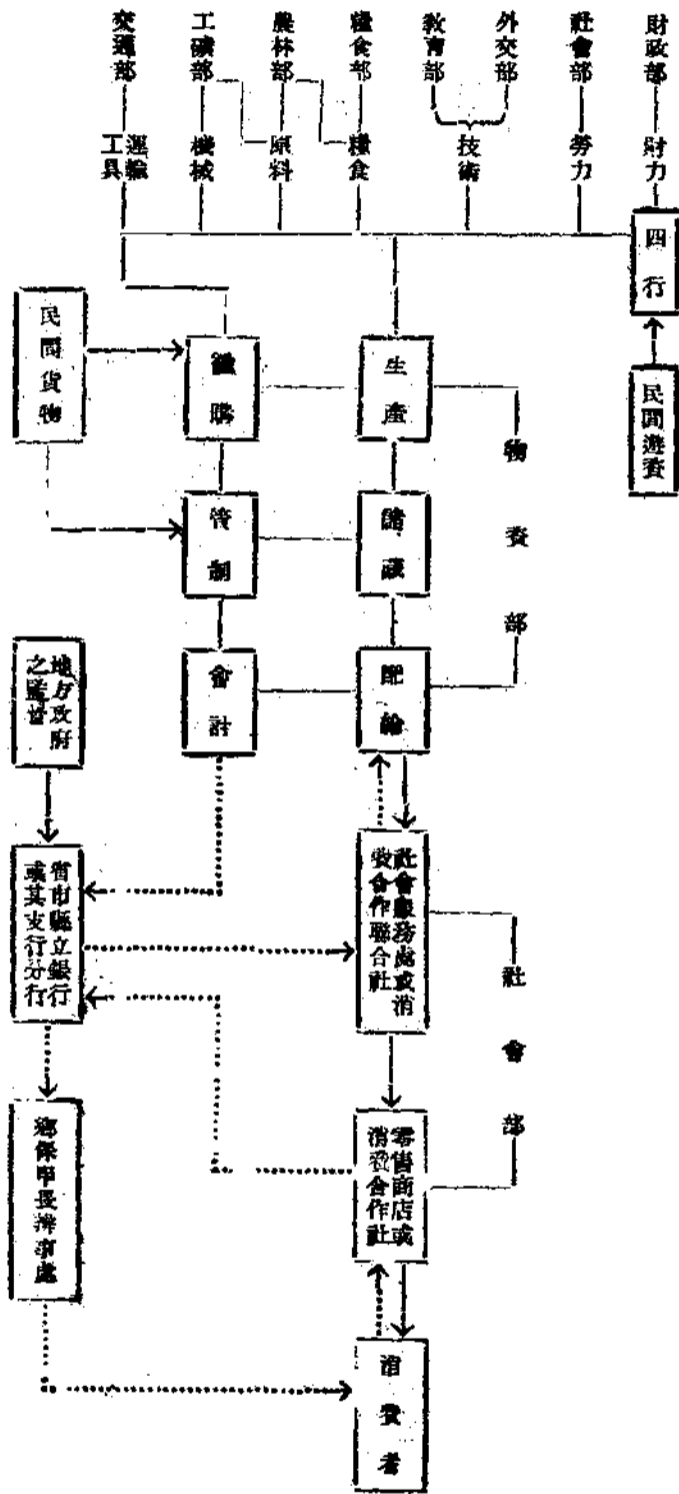 財政部
社會部
外交部
教育部
糧食部
農林部
工礦部
交通部
財力
勞力
技術
糧食
原料
機械
運輸
工具
四行
民間游資
生產
民間貨物
物資部
管制
配給
會計
地方政府
之監督
社會服務處或消
費合作聯合社
省市縣立銀行
或其支行分行
社會部
零售商店或
消費合作社
鄉保甲長辦事處
消費者